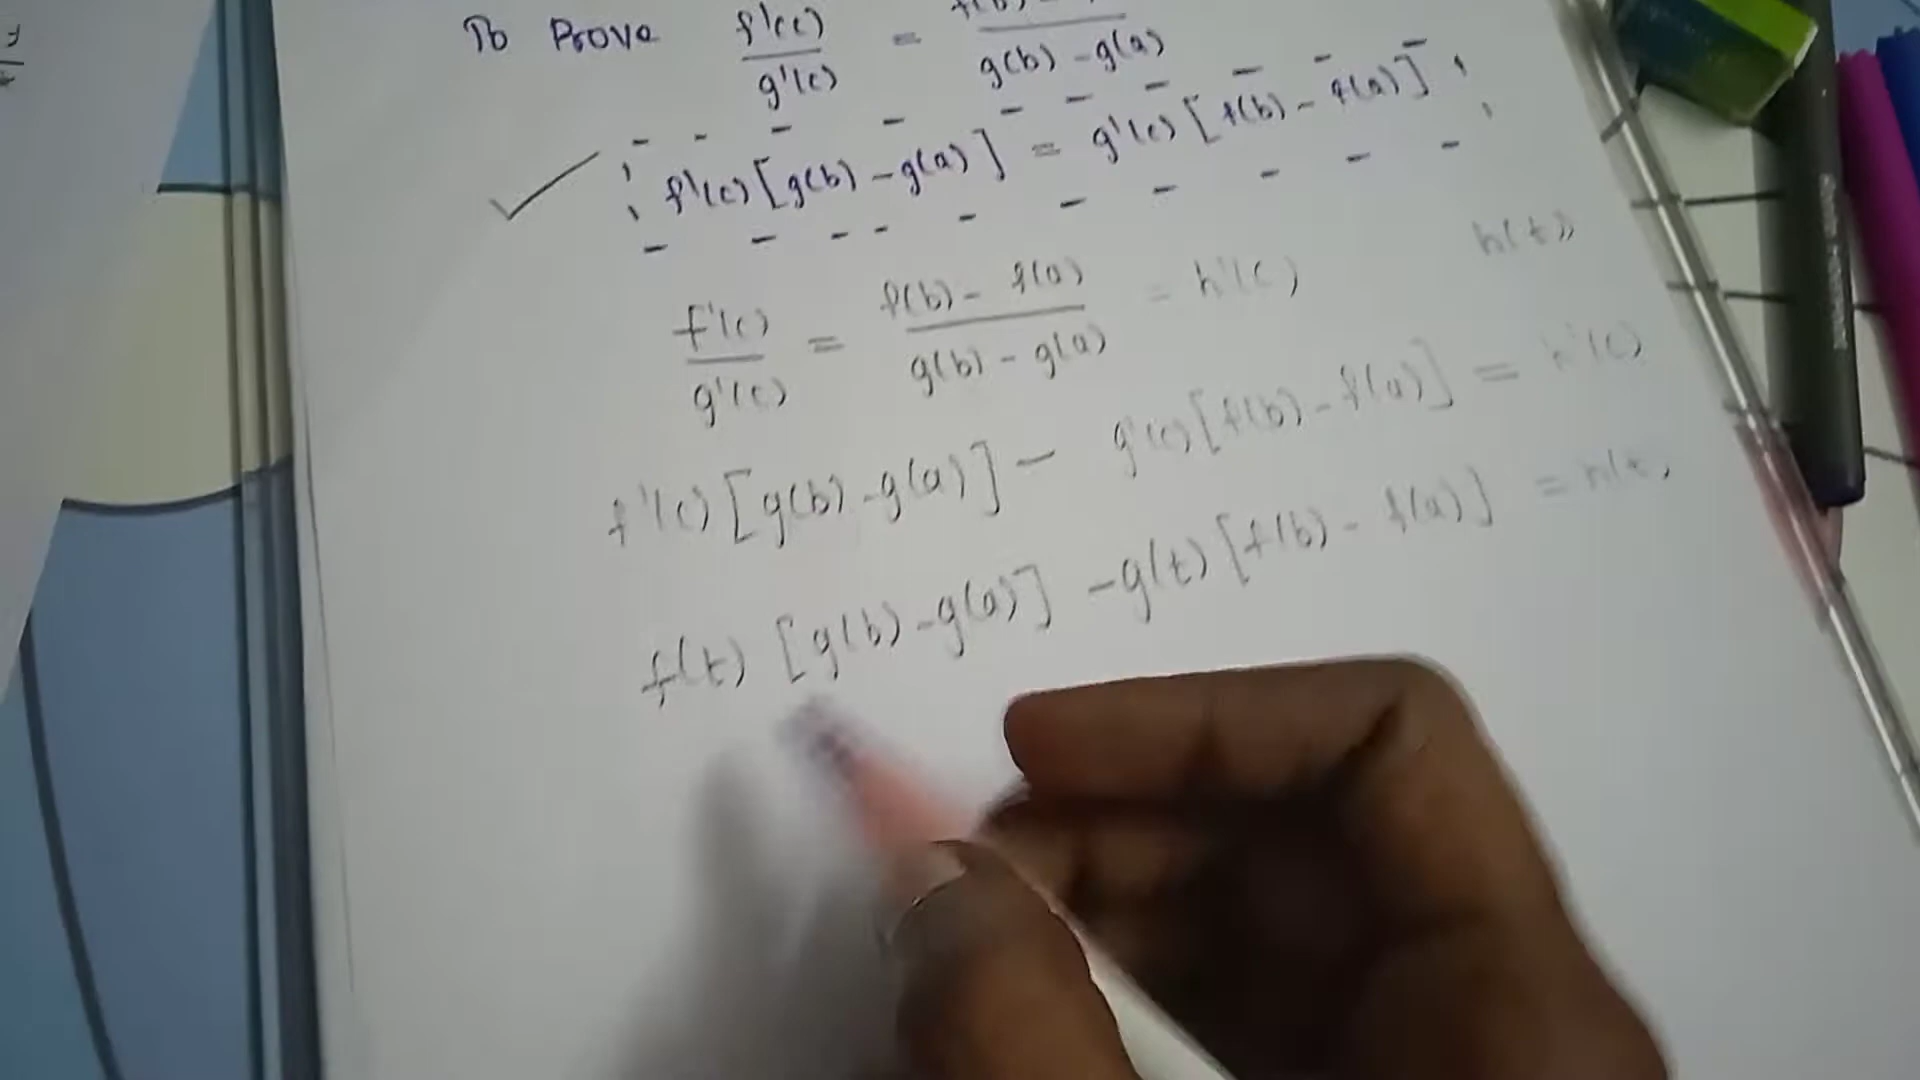 To Prove f'(c)/g'(c) = f(b) - /g(b) - g(a)
f'(c) [g(b) - g(a)] = g'(c) [f(b) - f(a)]
h(t)
f'(c)/g'(c) = f(b) - f(a)/g(b) - g(a) = h'(c)
f'(c) [g(b) - g(a)] - g'(c) [f(b) - f(a)] = h'(c)
f(t) [g(b) - g(a)] - g(t) [f(b) - f(a)] = h(t)